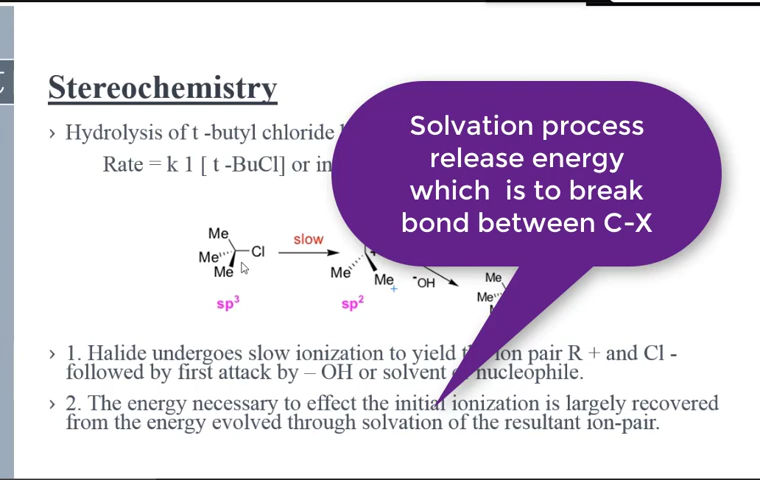 Stereochemistry
› Hydrolysis of t -butyl chloride
Rate = k 1 [ t -BuCl] or in
Solvation process
release energy
which is to break
bond between C-X
Me
Me Cl
Me
slow
Me
Me
+
-OH
Me
Me
sp3
sp2
› 1. Halide undergoes slow ionization to yield ion pair R + and Cl -
followed by first attack by – OH or solvent nucleophile.
› 2. The energy necessary to effect the initial ionization is largely recovered
from the energy evolved through solvation of the resultant ion-pair.